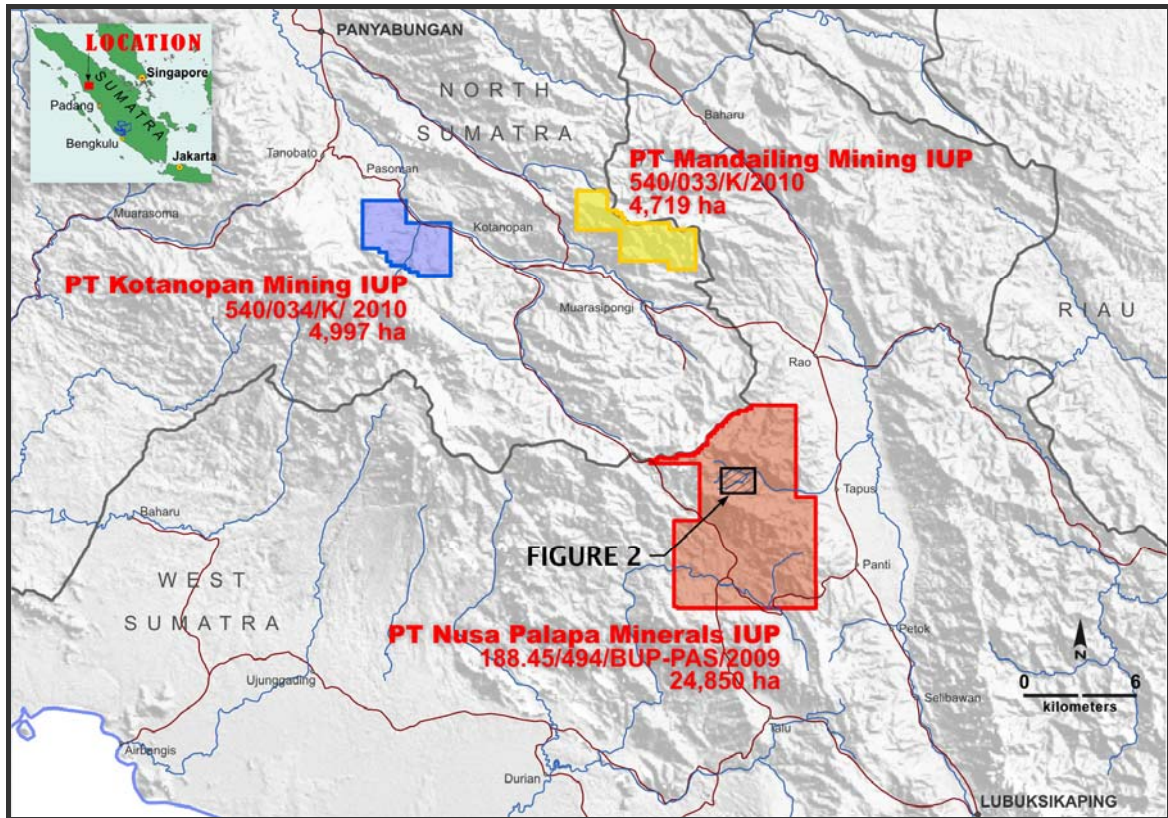 PANYABUNGAN
LOCATION
Singapore
SUMATRA
Padang
Bengkulu
Jakarta
NORTH
SUMATRA
Baharu
Tanobato
Pasoman
PT Mandailing Mining IUP
540/033/K/2010
4,719 ha
Muarasoma
Kotanopan
PT Kotanopan Mining IUP
540/034/K/ 2010
4,997 ha
Muarasipongi
RIAU
Rao
Baharu
Tapus
FIGURE 2
Panti
WEST
SUMATRA
PT Nusa Palapa Minerals IUP
188.45/494/BUP-PAS/2009
24,850 ha
Petok
N
0 6
kilometers
Ujunggading
Selibawan
Talu
Airbangis
Durian
LUBUKSIKAPING